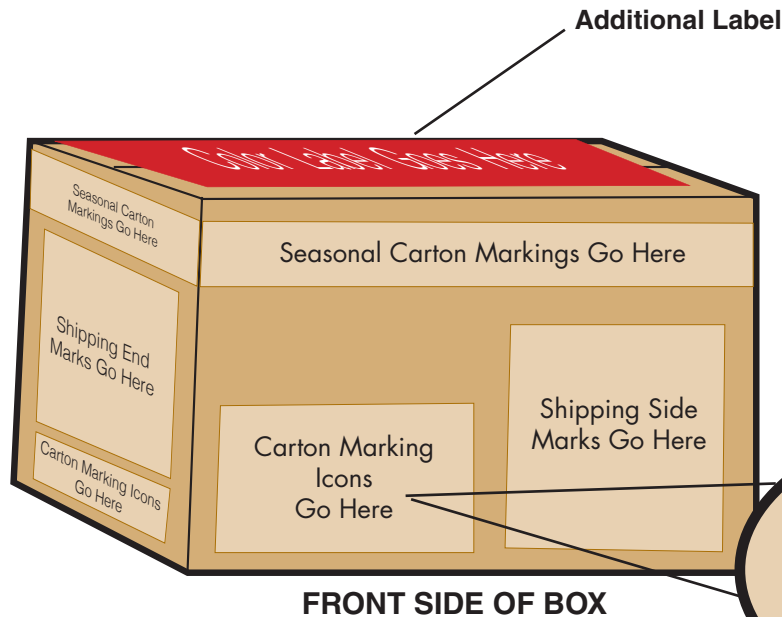 Additional Label
Color Label Goes Here
Seasonal Carton
Markings Go Here
Seasonal Carton Markings Go Here
Shipping End
Marks Go Here
Shipping Side
Marks Go Here
Carton Marking
Icons
Go Here
Carton Marking Icons
Go Here
FRONT SIDE OF BOX